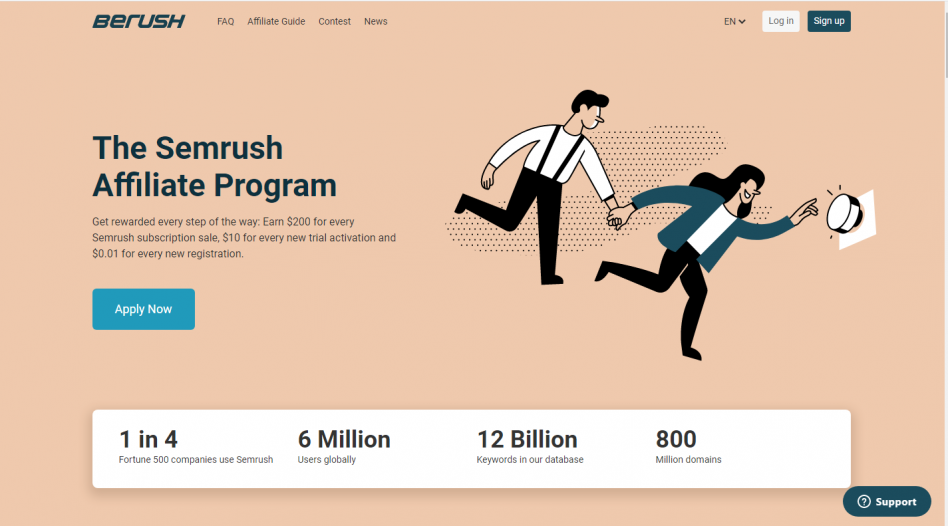 BERUSH
FAQ
Affiliate Guide
Contest
News
EN
Log in
Sign up
The Semrush
Affiliate Program
Get rewarded every step of the way: Earn $200 for every
Semrush subscription sale, $10 for every new trial activation and
$0.01 for every new registration.
Apply Now
1 in 4
Fortune 500 companies use Semrush
6 Million
Users globally
12 Billion
Keywords in our database
800
Million domains
? Support